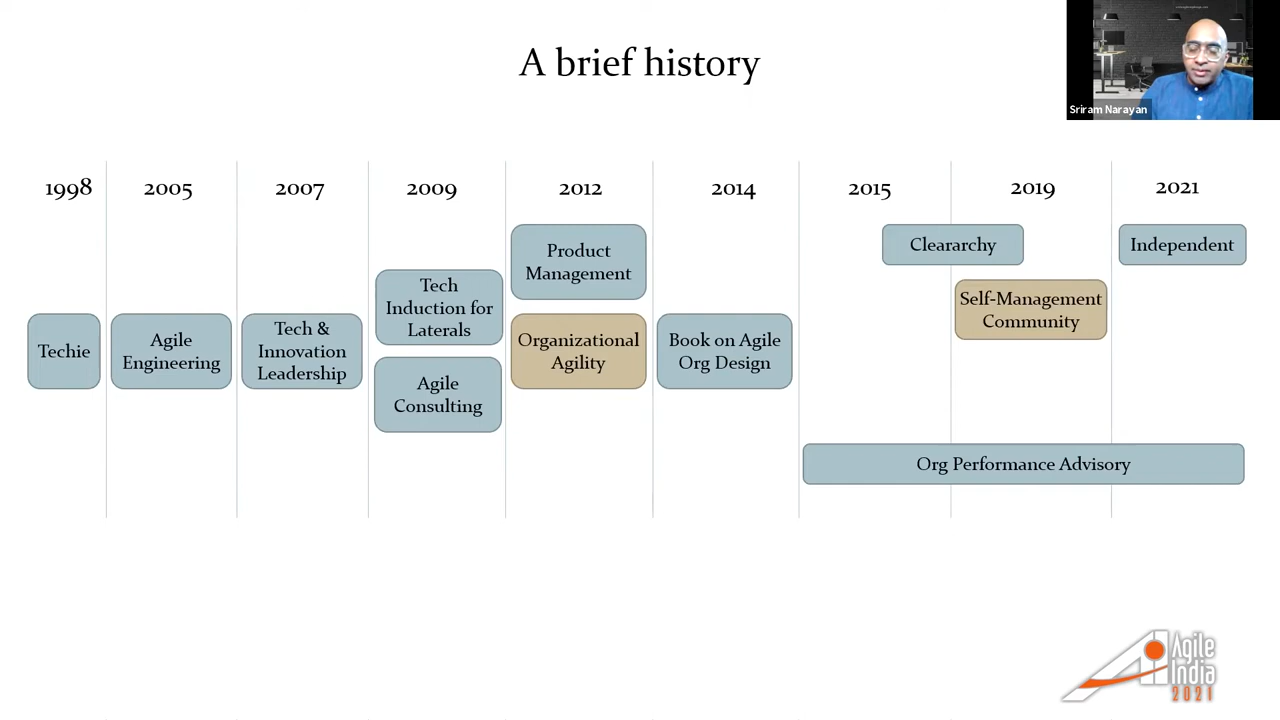 A brief history
Sriram Narayan
1998
2005
2007
2009
2012
2014
2015
2019
2021
Techie
Agile
Engineering
Tech &
Innovation
Leadership
Tech
Induction for
Laterals
Agile
Consulting
Product
Management
Organizational
Agility
Book on Agile
Org Design
Cleararchy
Self-Management
Community
Independent
Org Performance Advisory
Agile
India
2021